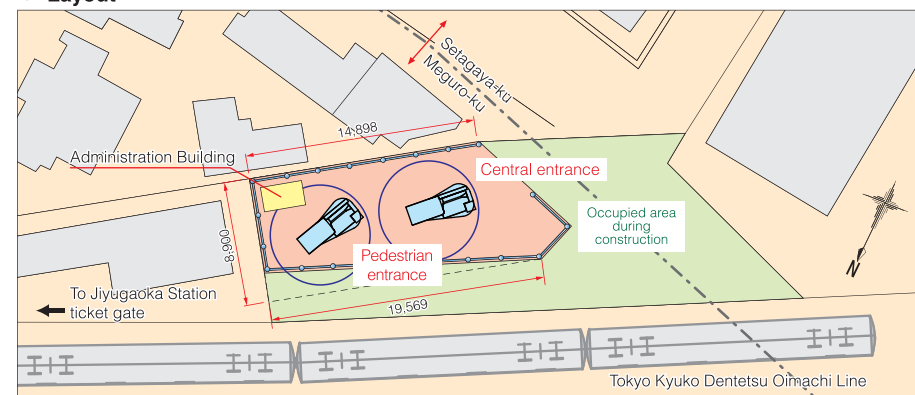 Layout
Setagaya-ku
Meguro-ku
14,898
Administration Building
Central entrance
Occupied area
during
construction
8,900
Pedestrian
entrance
N
To Jiyugaoka Station
ticket gate
19,569
Tokyo Kyuko Dentetsu Oimachi Line